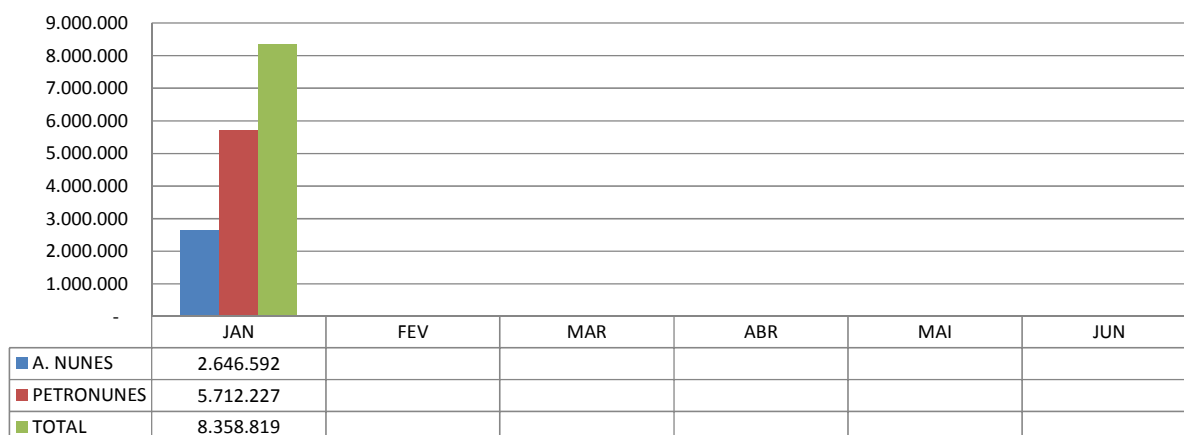 9.000.000
8.000.000
7.000.000
6.000.000
5.000.000
4.000.000
3.000.000
2.000.000
1.000.000
-
JAN FEV MAR ABR MAI JUN
A. NUNES 2.646.592
PETRONUNES 5.712.227
TOTAL 8.358.819